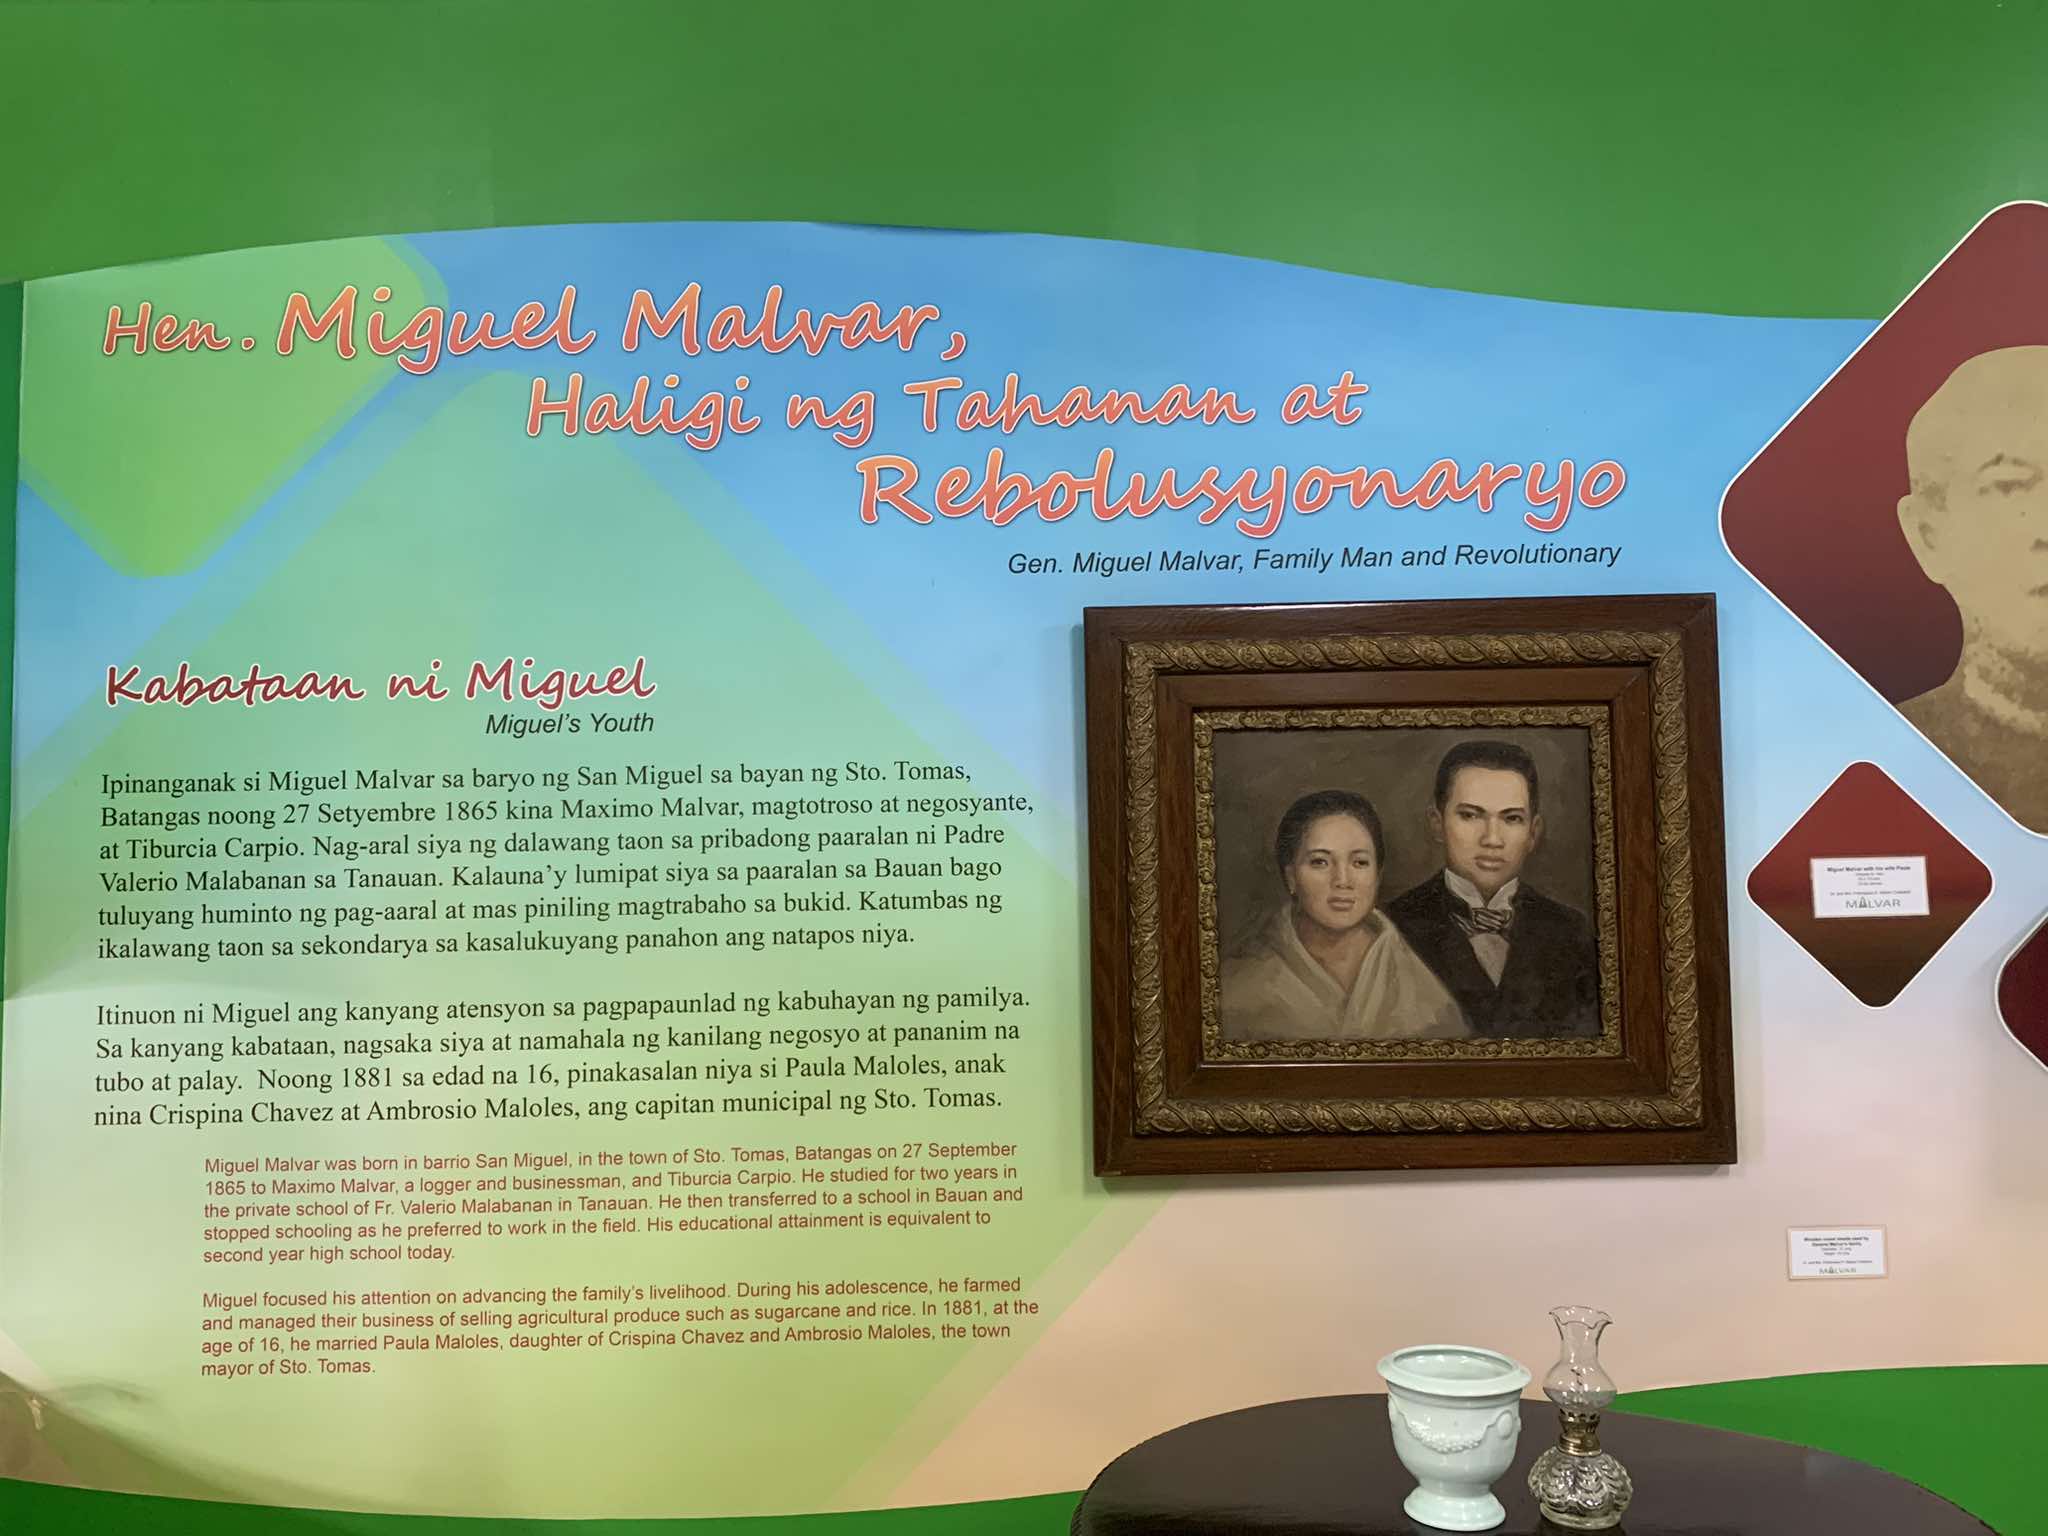 Hen. Miguel Malvar,
Haligi ng Tahanan at
Rebolusyonaryo
Gen. Miguel Malvar, Family Man and Revolutionary
Kabataan ni Miguel
Miguel's Youth
Ipinanganak si Miguel Malvar sa baryo ng San Miguel sa bayan ng Sto. Tomas,
Batangas noong 27 Setyembre 1865 kina Maximo Malvar, magtotroso at negosyante,
at Tiburcia Carpio. Nag-aral siya ng dalawang taon sa pribadong paaralan ni Padre
Valerio Malabanan sa Tanauan. Kalauna'y lumipat siya sa paaralan sa Bauan bago
tuluyang huminto ng pag-aaral at mas piniling magtrabaho sa bukid. Katumbas ng
ikalawang taon sa sekondarya sa kasalukuyang panahon ang natapos niya.
Itinuon ni Miguel ang kanyang atensyon sa pagpapaunlad ng kabuhayan ng pamilya.
Sa kanyang kabataan, nagsaka siya at namahala ng kanilang negosyo at pananim na
tubo at palay. Noong 1881 sa edad na 16, pinakasalan niya si Paula Maloles, anak
nina Crispina Chavez at Ambrosio Maloles, ang capitan municipal ng Sto. Tomas.
Miguel Malvar was born in barrio San Miguel, in the town of Sto. Tomas, Batangas on 27 September
1865 to Maximo Malvar, a logger and businessman, and Tiburcia Carpio. He studied for two years in
the private school of Fr. Valerio Malabanan in Tanauan. He then transferred to a school in Bauan and
stopped schooling as he preferred to work in the field. His educational attainment is equivalent to
second year high school today.
Miguel focused his attention on advancing the family's livelihood. During his adolescence, he farmed
and managed their business of selling agricultural produce such as sugarcane and rice. In 1881, at the
age of 16, he married Paula Maloles, daughter of Crispina Chavez and Ambrosio Maloles, the town
mayor of Sto. Tomas.
Miguel Malvar with his wife Paula
MALVAR
General Malvar's family
MALVAR